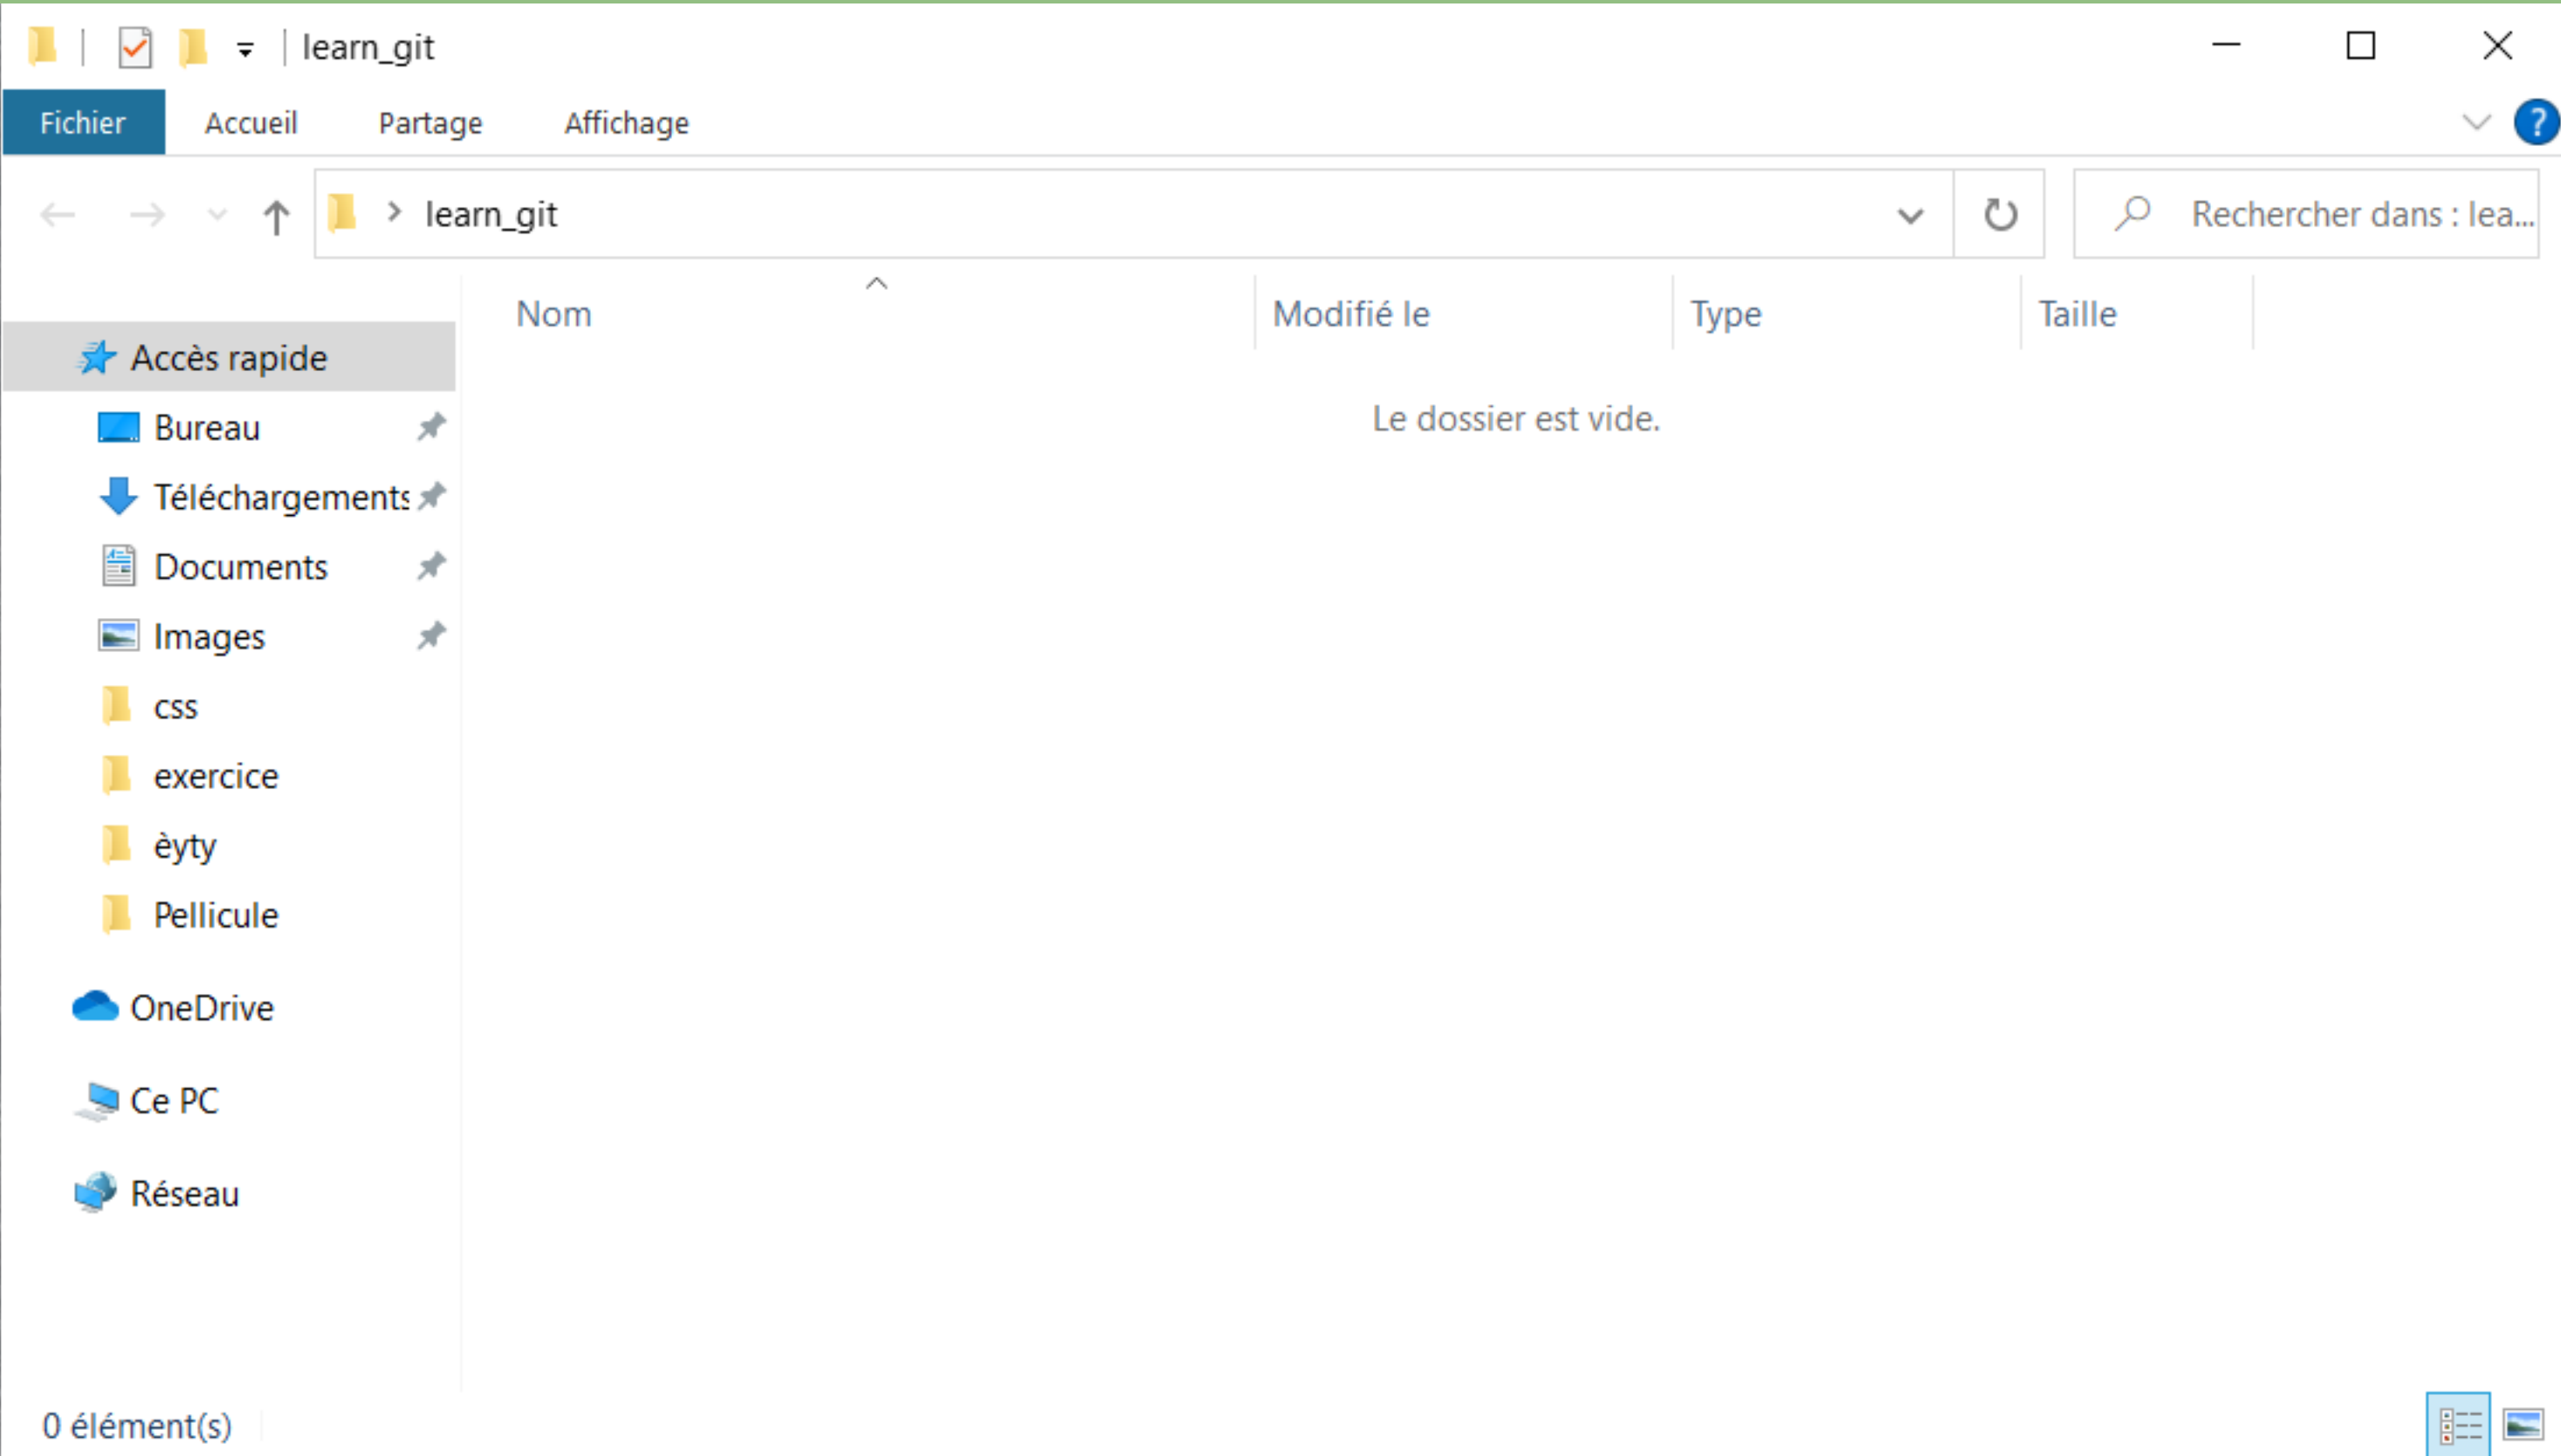 learn_git
Fichier Accueil Partage Affichage
learn_git
Rechercher dans : lea...
Nom Modifié le Type Taille
Accès rapide
Le dossier est vide.
Bureau
Téléchargements
Documents
Images
css
exercice
èyty
Pellicule
OneDrive
Ce PC
Réseau
0 élément(s)